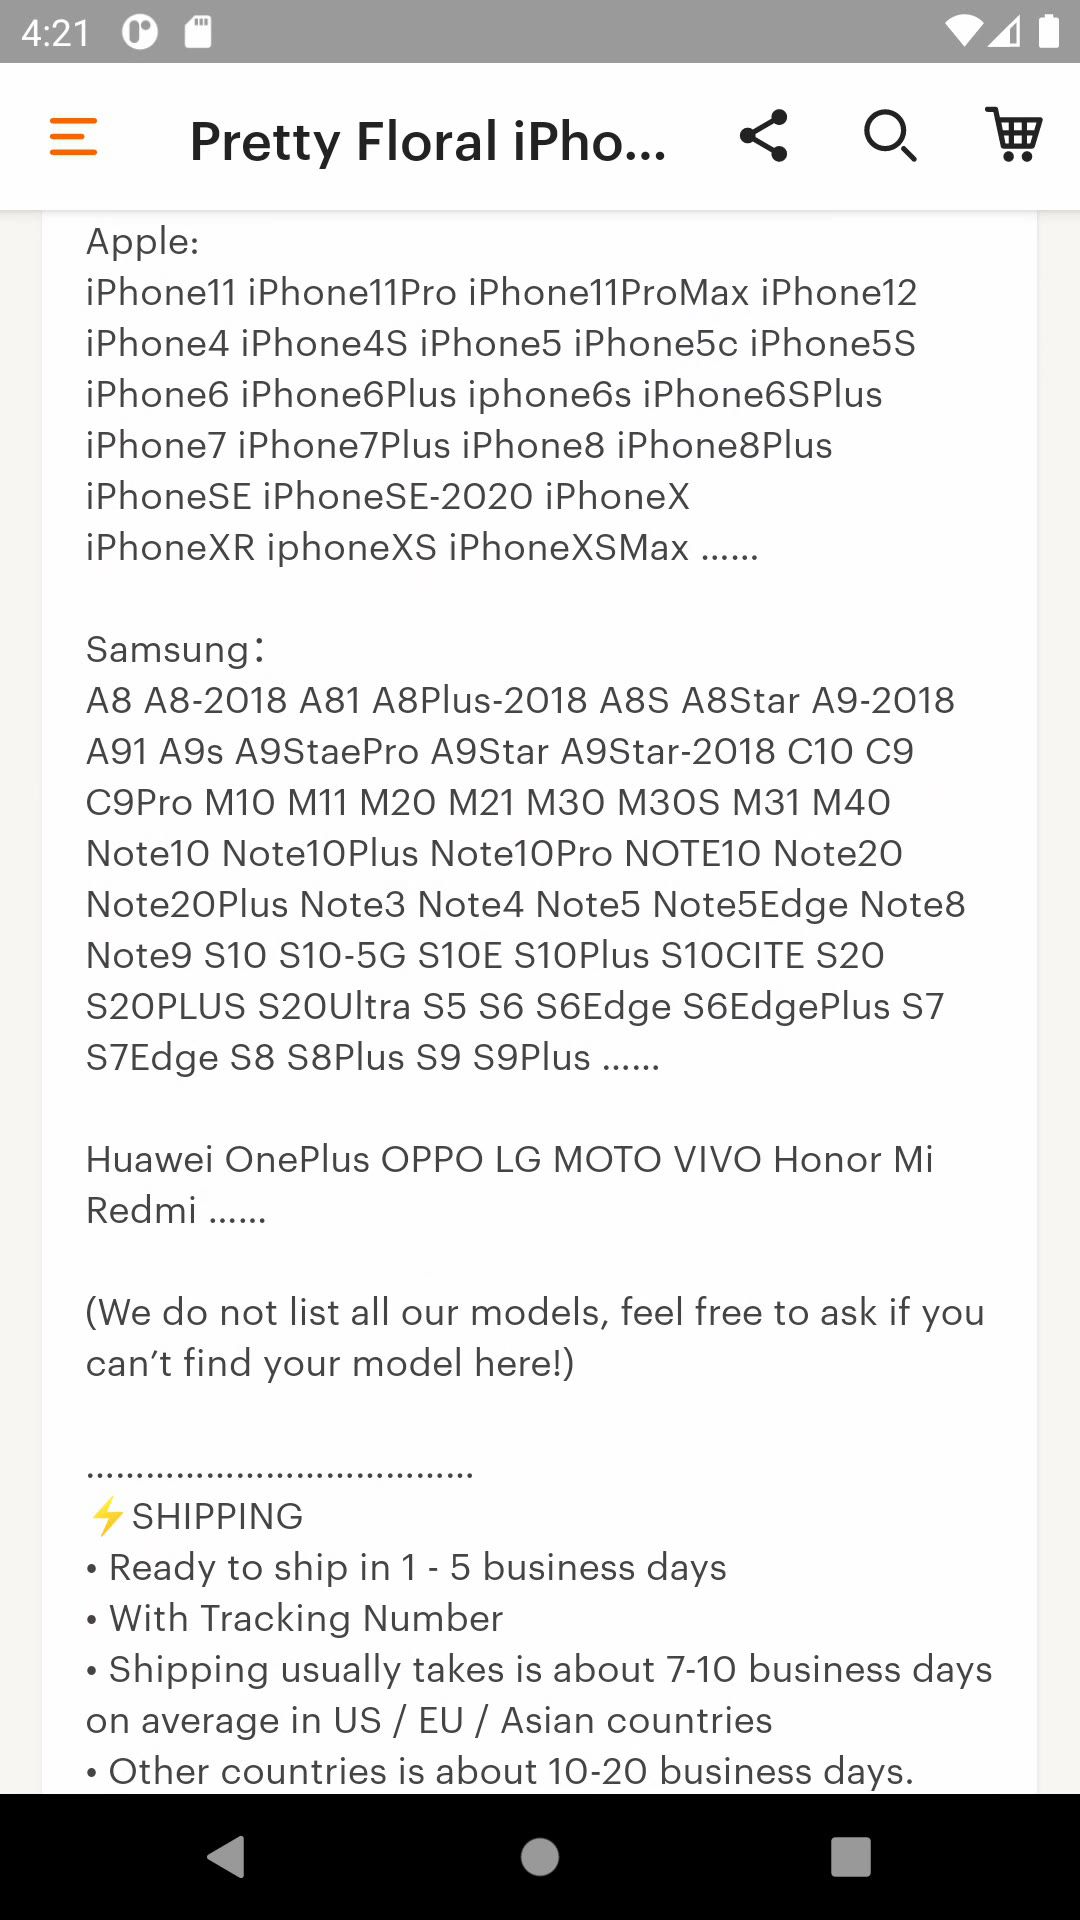 4:21
Pretty Floral iPho...
Apple:
iPhone11 iPhone11Pro iPhone11ProMax iPhone12
iPhone4 iPhone4S iPhone5 iPhone5c iPhone5S
iPhone6 iPhone6Plus iphone6s iPhone6SPlus
iPhone7 iPhone7Plus iPhone8 iPhone8Plus
iPhoneSE iPhoneSE-2020 iPhoneX
iPhoneXR iphoneXS iPhoneXSMax ......
Samsung：
A8 A8-2018 A81 A8Plus-2018 A8S A8Star A9-2018
A91 A9s A9StaePro A9Star A9Star-2018 C10 C9
C9Pro M10 M11 M20 M21 M30 M30S M31 M40
Note10 Note10Plus Note10Pro NOTE10 Note20
Note20Plus Note3 Note4 Note5 Note5Edge Note8
Note9 S10 S10-5G S10E S10Plus S10CITE S20
S20PLUS S20Ultra S5 S6 S6Edge S6EdgePlus S7
S7Edge S8 S8Plus S9 S9Plus ......
Huawei OnePlus OPPO LG MOTO VIVO Honor Mi
Redmi ......
(We do not list all our models, feel free to ask if you
can’t find your model here!)
.......................................
⚡SHIPPING
• Ready to ship in 1 - 5 business days
• With Tracking Number
• Shipping usually takes is about 7-10 business days
on average in US / EU / Asian countries
• Other countries is about 10-20 business days.